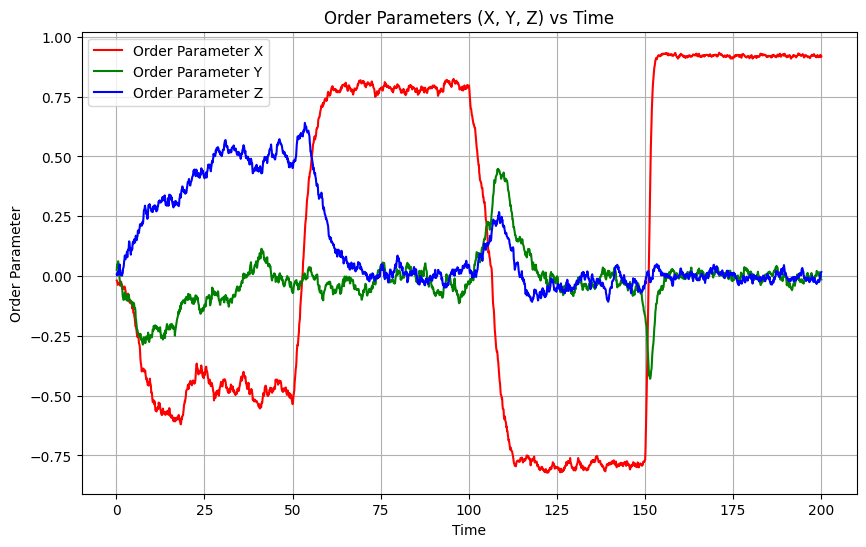 Order Parameters (X, Y, Z) vs Time
Order Parameter X
Order Parameter Y
Order Parameter Z
Order Parameter
1.00
0.75
0.50
0.25
0.00
−0.25
−0.50
−0.75
0 25 50 75 100 125 150 175 200
Time